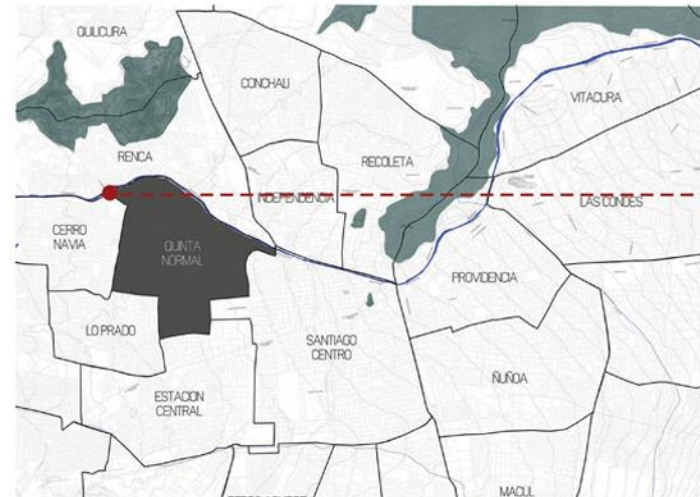 QUILICURA
CONCHALI
VITACURA
RENCA
RECOLETA
INDEPENDENCIA
LAS CONDES
CERRO
NAVIA
QUINTA
NORMAL
PROVIDENCIA
LO PRADO
SANTIAGO
CENTRO
ÑUÑOA
ESTACION
CENTRAL
MACUL